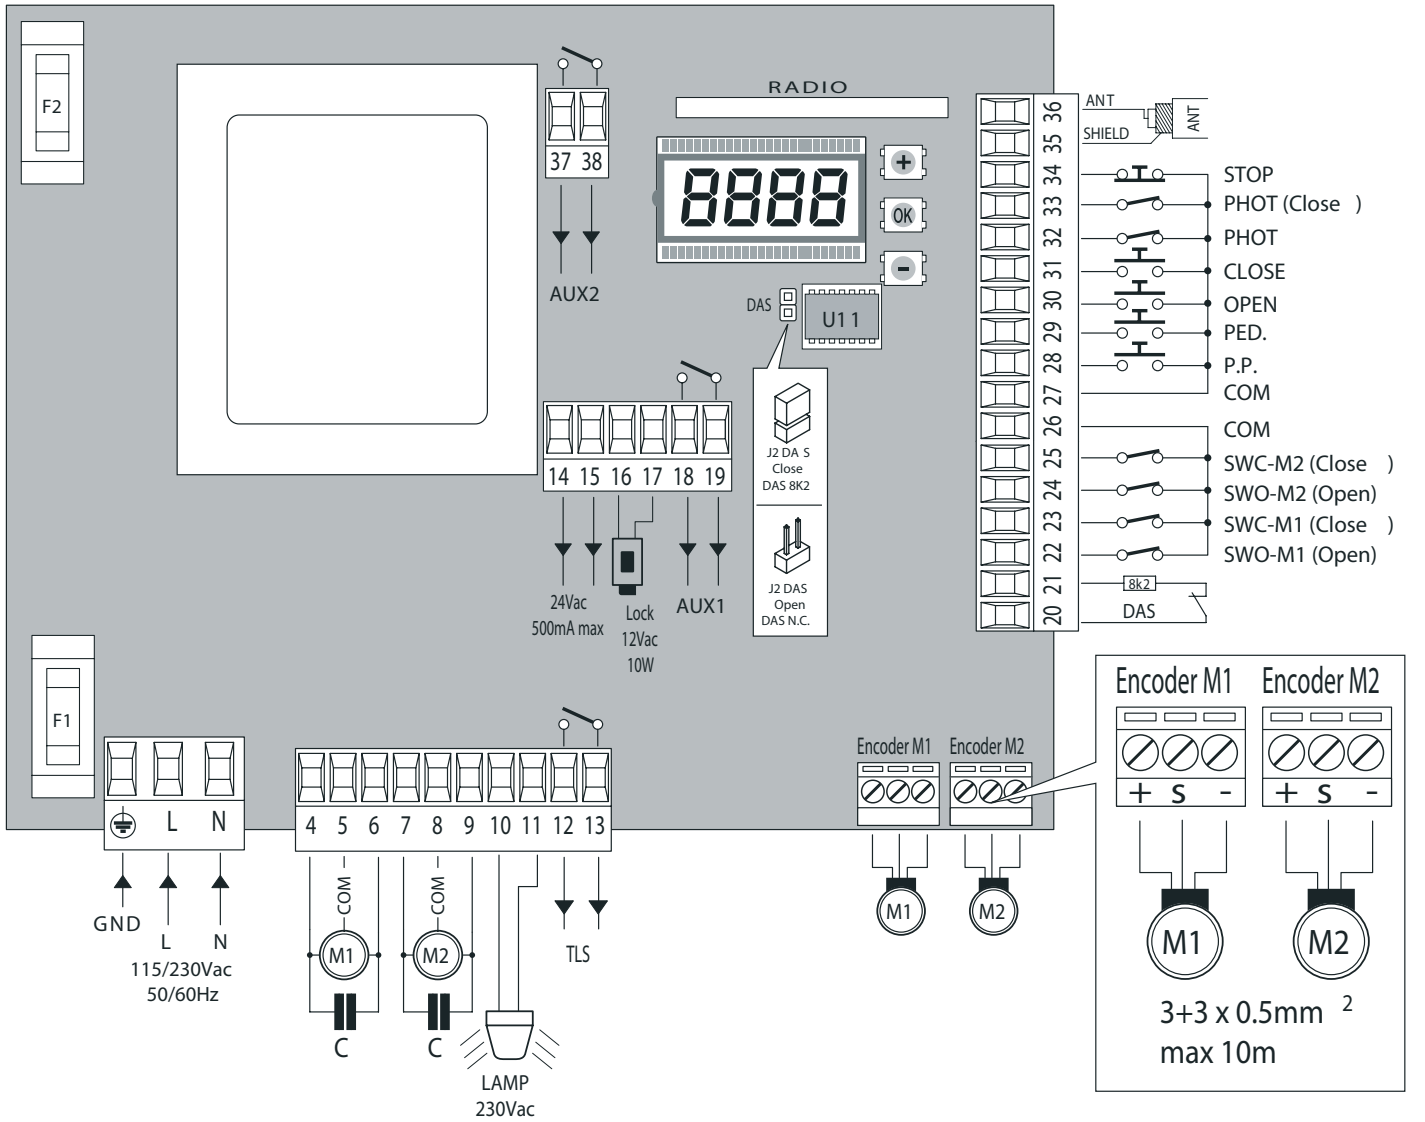 F2
37 38
AUX2
RADIO
8888
+
OK
-
DAS
U1 1
J2 DA S
Close
DAS 8K2
J2 DAS
Open
DAS N.C.
14 15 16 17 18 19
24Vac
500mA max
Lock
12Vac
10W
AUX1
36 ANT
ANT
35 SHIELD
34 STOP
33 PHOT (Close )
32 PHOT
31 CLOSE
30 OPEN
29 PED.
28 P.P.
27 COM
26 COM
25 SWC-M2 (Close )
24 SWO-M2 (Open)
23 SWC-M1 (Close )
22 SWO-M1 (Open)
21 8k2
20 DAS
F1
L N
GND
L N
115/230Vac
50/60Hz
4 5 6 7 8 9 10 11 12 13
COM COM
M1 M2
C C
LAMP
230Vac
TLS
Encoder M1 Encoder M2
M1 M2
Encoder M1 Encoder M2
+ S - + S -
M1 M2
3+3 x 0.5mm 2
max 10m